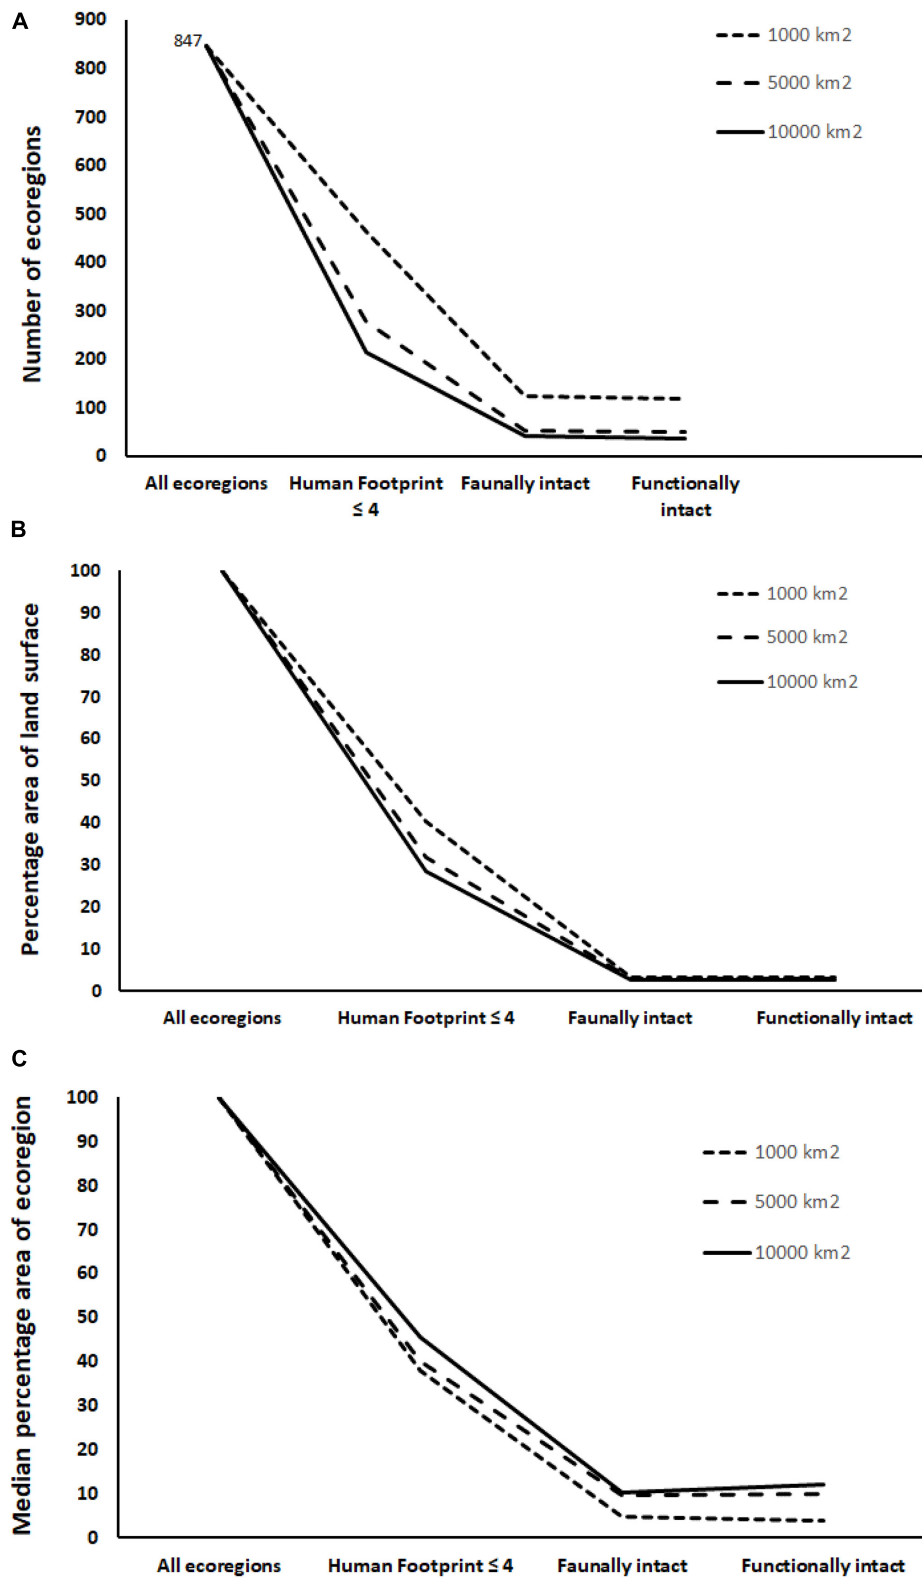 A
Number of ecoregions
900
800
700
600
500
400
300
200
100
0
847
1000 km2
5000 km2
10000 km2
All ecoregions
Human Footprint
≤ 4
Faunally intact
Functionally
intact
B
Percentage area of land surface
100
90
80
70
60
50
40
30
20
10
0
1000 km2
5000 km2
10000 km2
All ecoregions
Human Footprint ≤ 4
Faunally intact
Functionally intact
C
Median percentage area of ecoregion
100
90
80
70
60
50
40
30
20
10
0
1000 km2
5000 km2
10000 km2
All ecoregions
Human Footprint ≤ 4
Faunally intact
Functionally intact